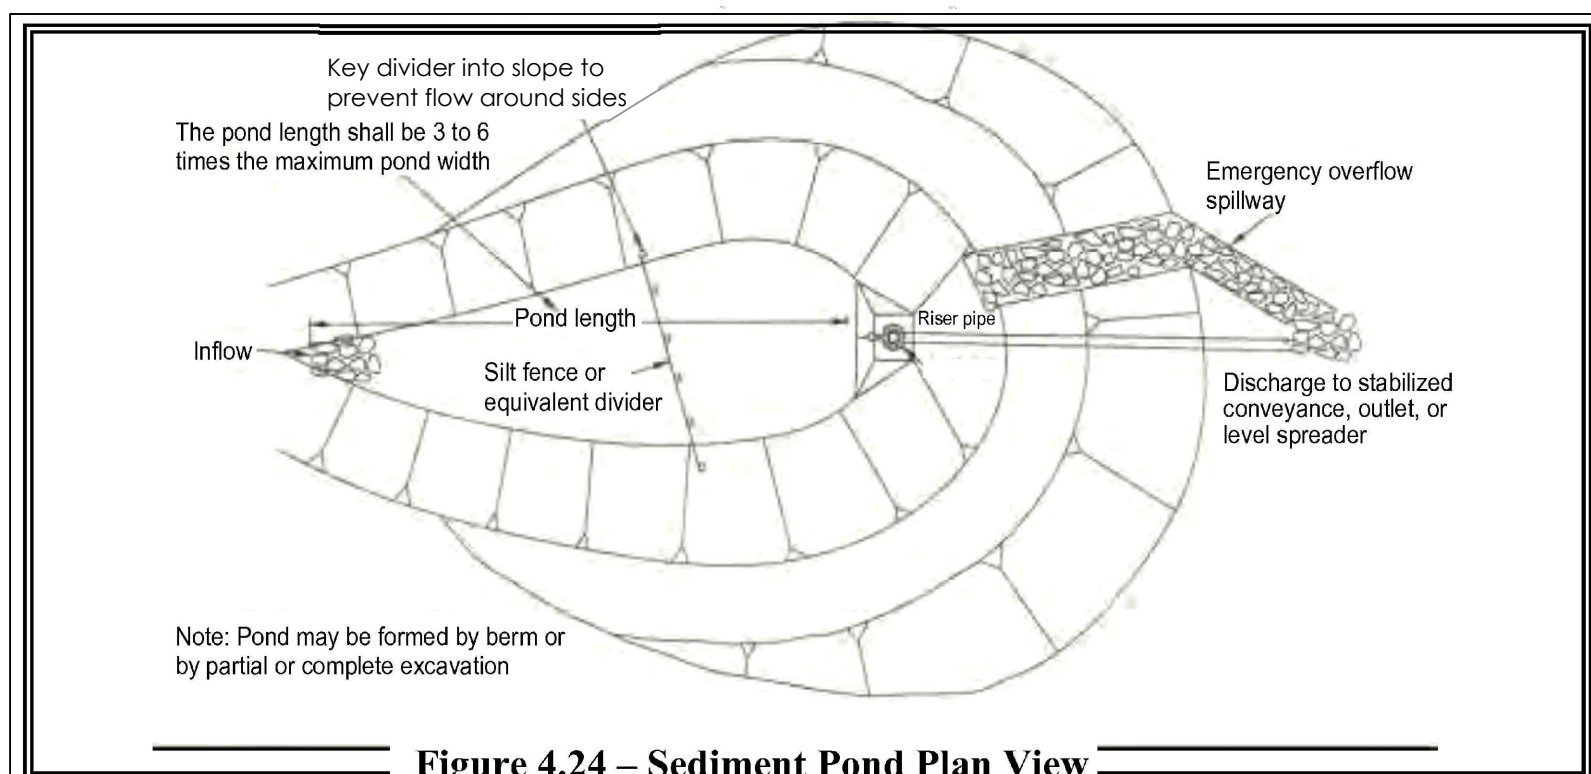 Key divider into slope to
prevent flow around sides
The pond length shall be 3 to 6
times the maximum pond width
Emergency overflow
spillway
Pond length
Riser pipe
Inflow
Silt fence or
equivalent divider
Discharge to stabilized
conveyance, outlet, or
level spreader
Note: Pond may be formed by berm or
by partial or complete excavation
Figure 4.24 – Sediment Pond Plan View